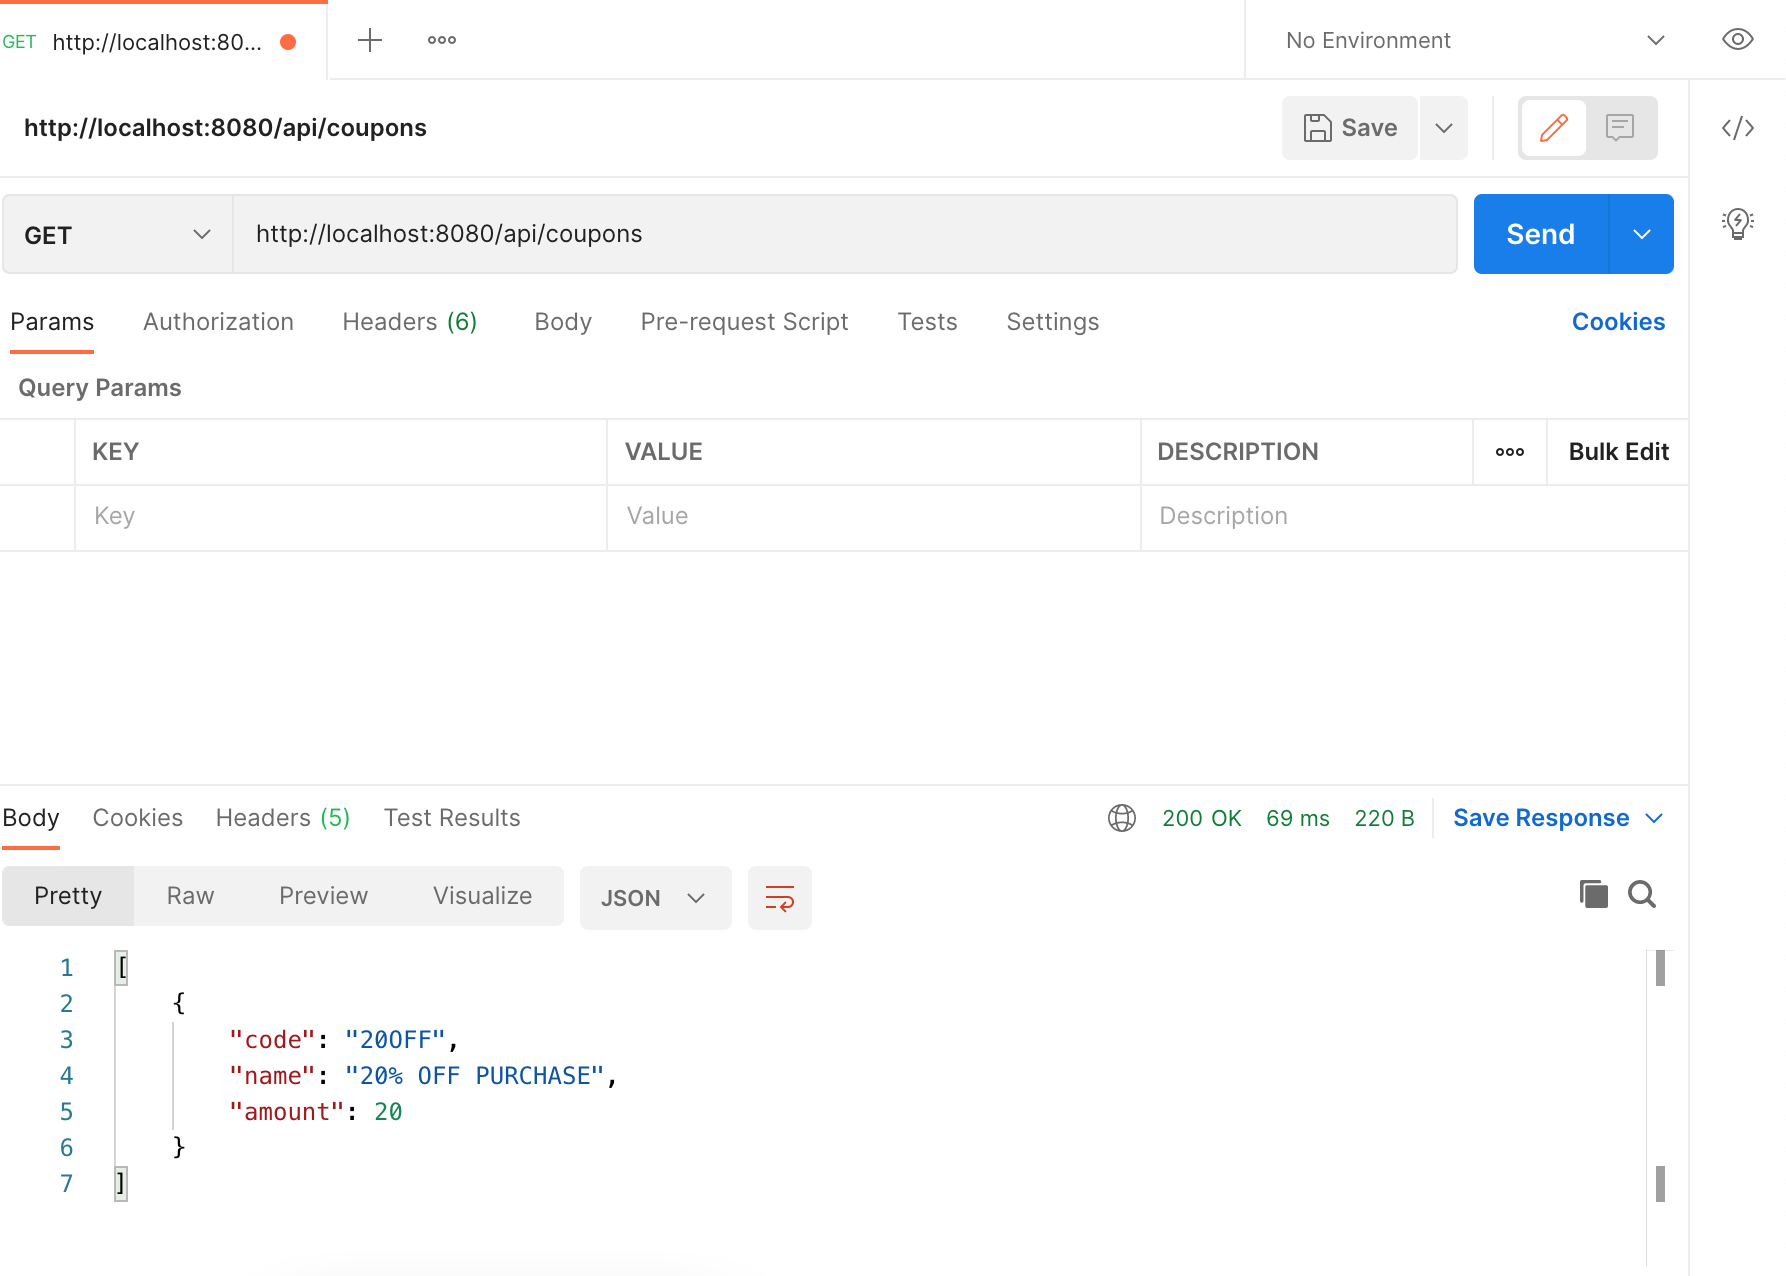 GET http://localhost:80... No Environment
http://localhost:8080/api/coupons Save
GET http://localhost:8080/api/coupons Send
Params Authorization Headers (6) Body Pre-request Script Tests Settings Cookies
Query Params
KEY VALUE DESCRIPTION Bulk Edit
Key Value Description
Body Cookies Headers (5) Test Results 200 OK 69 ms 220 B Save Response
Pretty Raw Preview Visualize JSON
1 [
2 {
3 "code": "20OFF",
4 "name": "20% OFF PURCHASE",
5 "amount": 20
6 }
7 ]